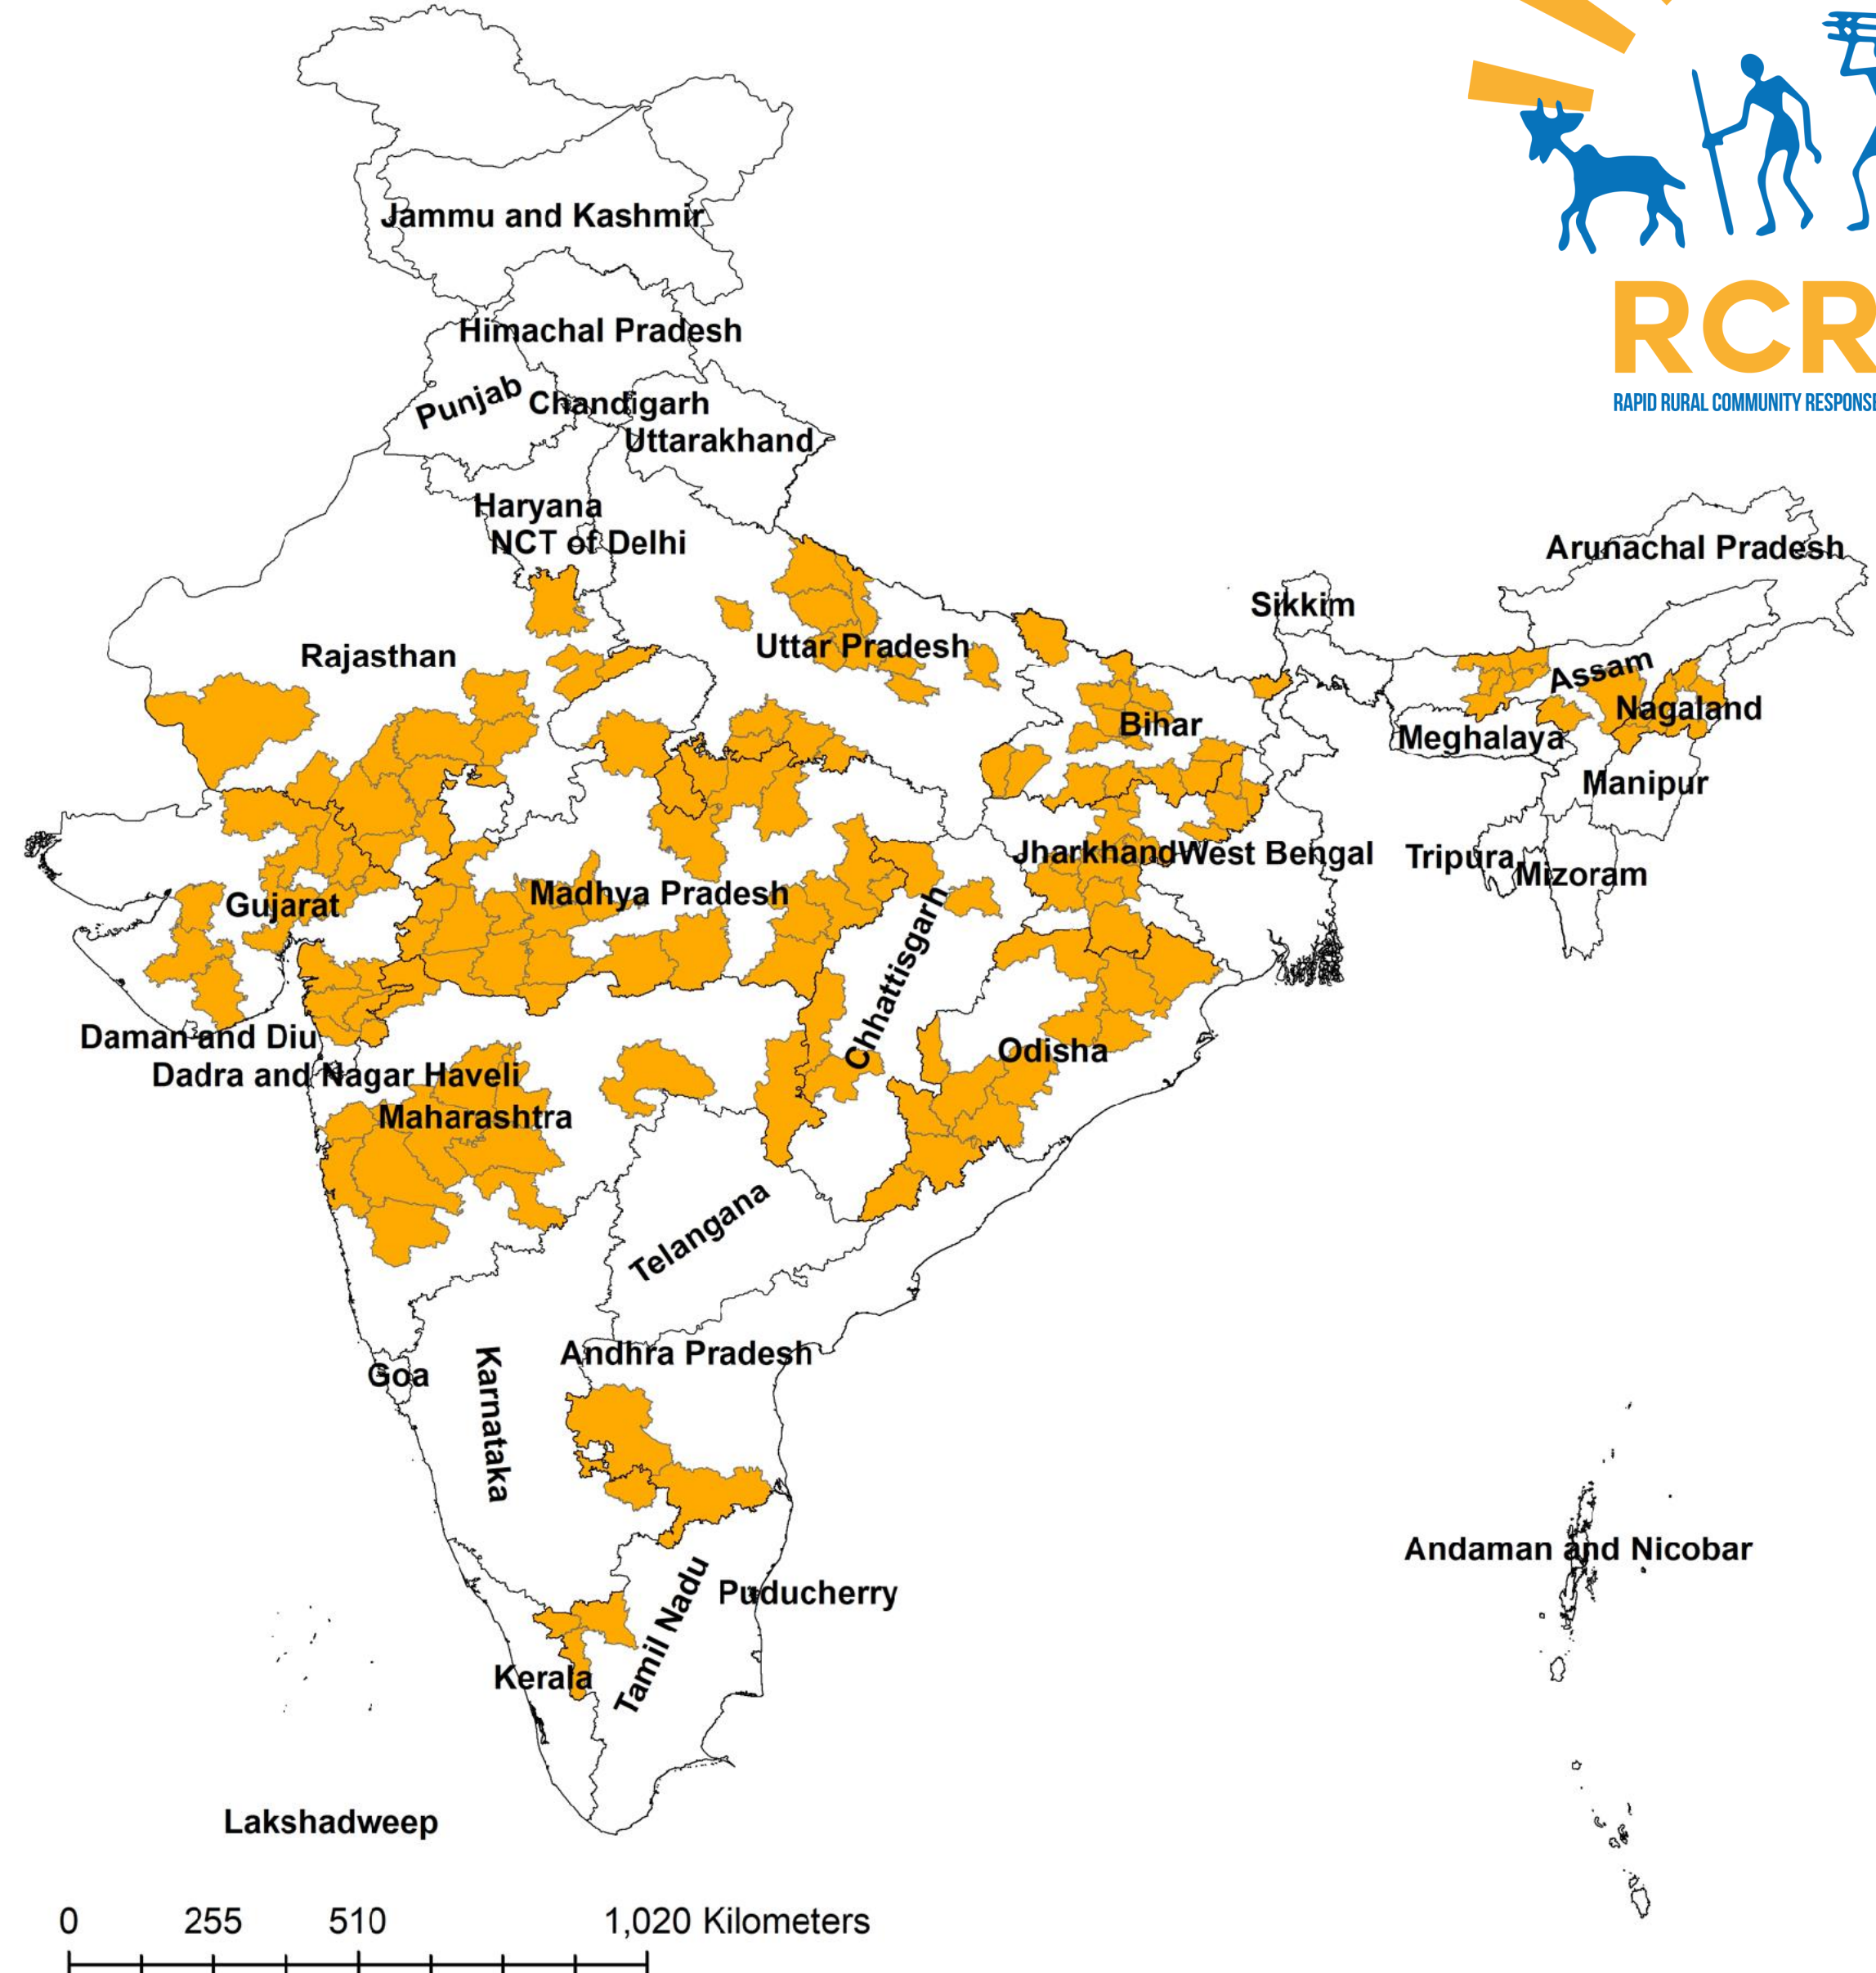 RCR
RAPID RURAL COMMUNITY RESPONSE
Jammu and Kashmir
Himachal Pradesh
Punjab
Chandigarh
Uttarakhand
Haryana
NCT of Delhi
Arunachal Pradesh
Sikkim
Rajasthan
Uttar Pradesh
Assam
Nagaland
Bihar
Meghalaya
Manipur
Jharkhand
West Bengal
Tripura
Mizoram
Gujarat
Madhya Pradesh
Chhattisgarh
Daman and Diu
Odisha
Dadra and Nagar Haveli
Maharashtra
Telangana
Andhra Pradesh
Goa
Karnataka
Andaman and Nicobar
Puducherry
Tamil Nadu
Kerala
Lakshadweep
0 255 510 1,020 Kilometers